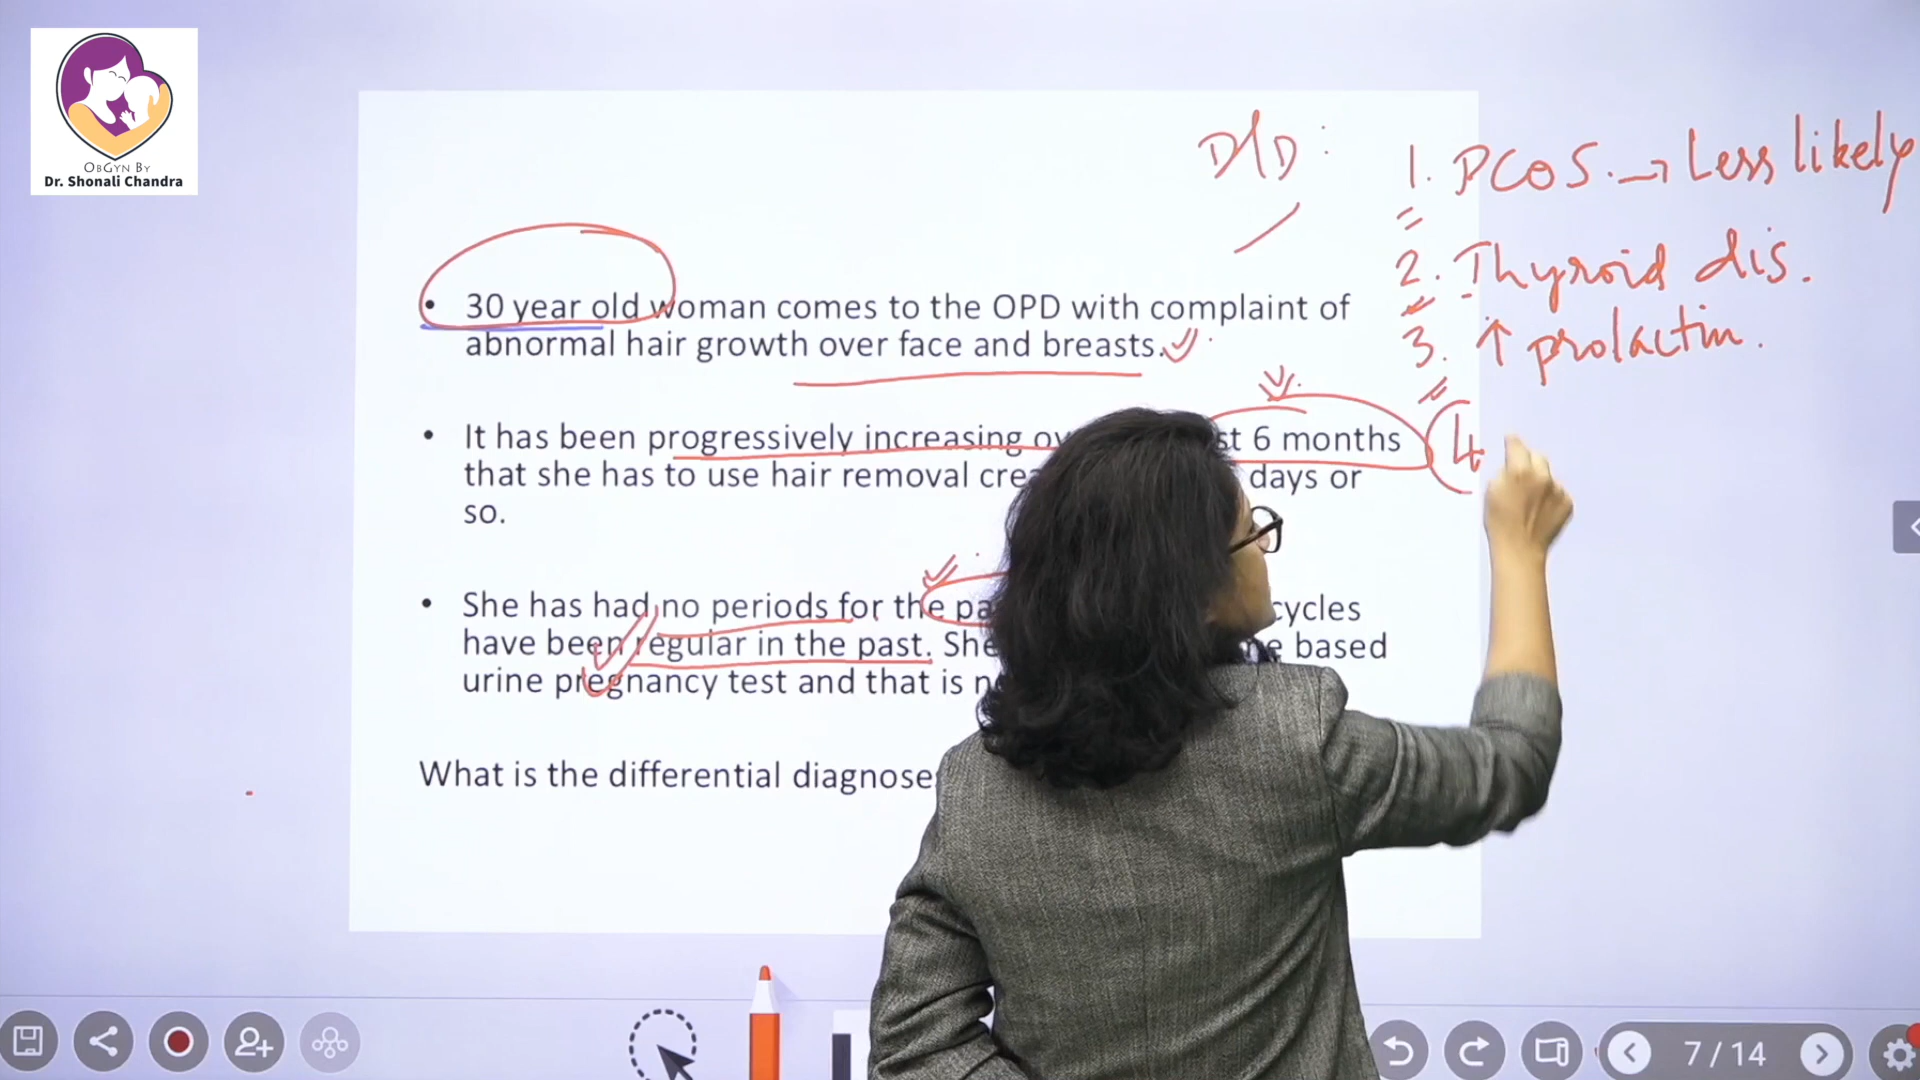 ObGyn By
Dr. Shonali Chandra
D/D :
1. PCOS. → Less likely
2. Thyroid dis.
3. ↑ prolactin.
4
• 30 year old woman comes to the OPD with complaint of
abnormal hair growth over face and breasts.
• It has been progressively increasing st 6 months
that she has to use hair removal days or
so.
• She has had no periods for the cycles
have been regular in the past. She based
urine pregnancy test and that is
What is the differential
7 / 14